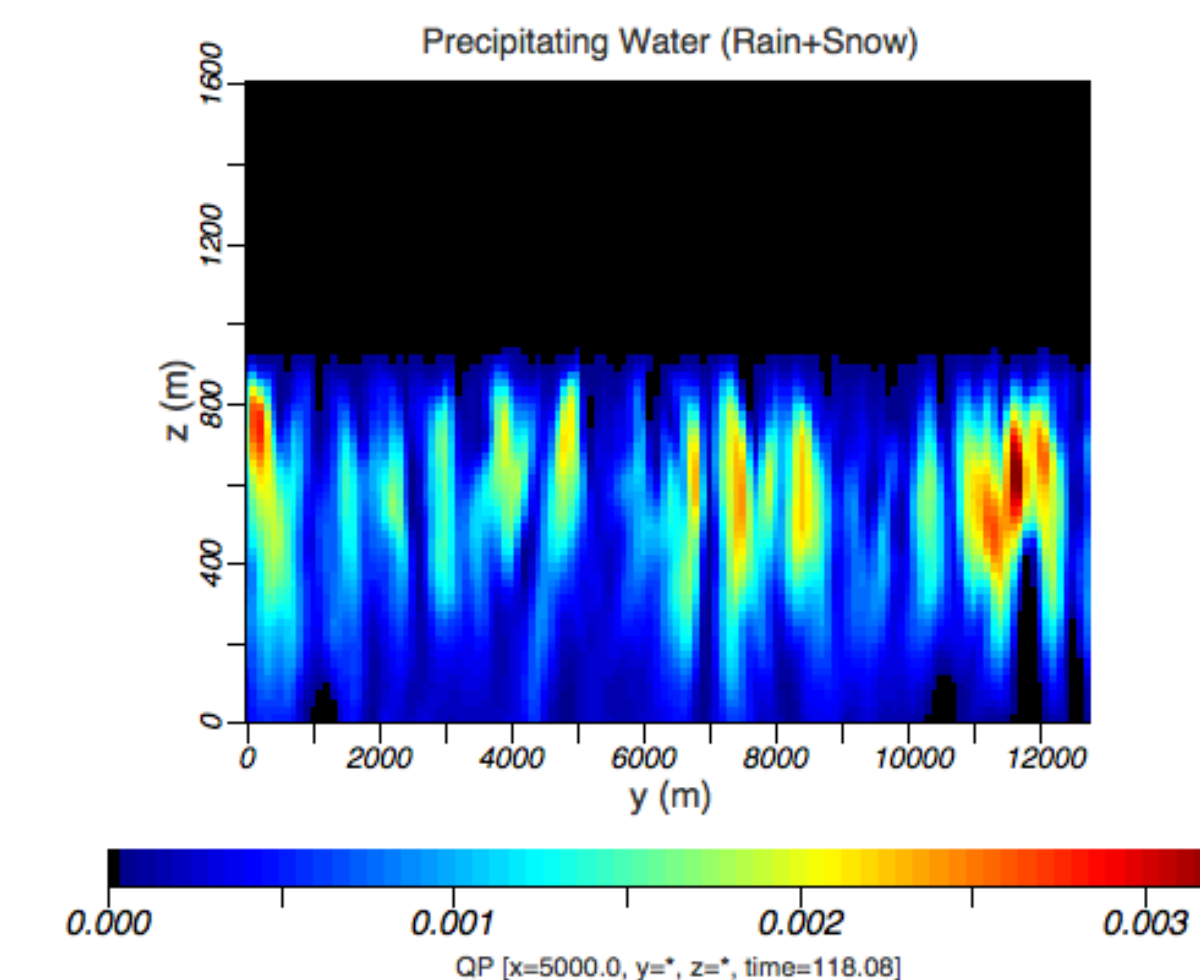 Precipitating Water (Rain+Snow)
1600
1200
800
400
0
z (m)
0 2000 4000 6000 8000 10000 12000
y (m)
0.000 0.001 0.002 0.003
QP [x=5000.0, y=*, z=*, time=118.08]